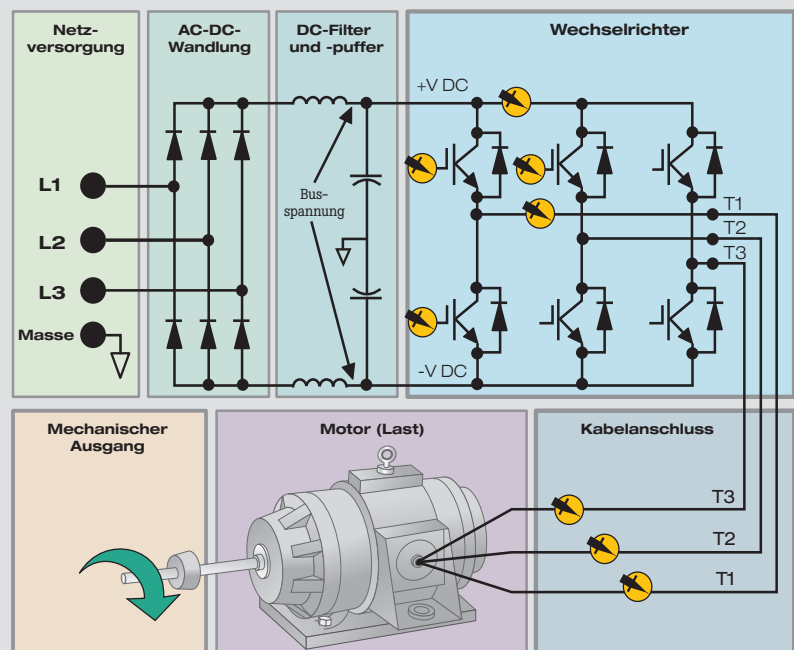 Netz-
versorgung
AC-DC-
Wandlung
DC-Filter
und -puffer
Wechselrichter
+V DC
L1
L2
L3
Masse
Bus-
spannung
T1
T2
T3
-V DC
Mechanischer
Ausgang
Motor (Last)
Kabelanschluss
T3
T2
T1